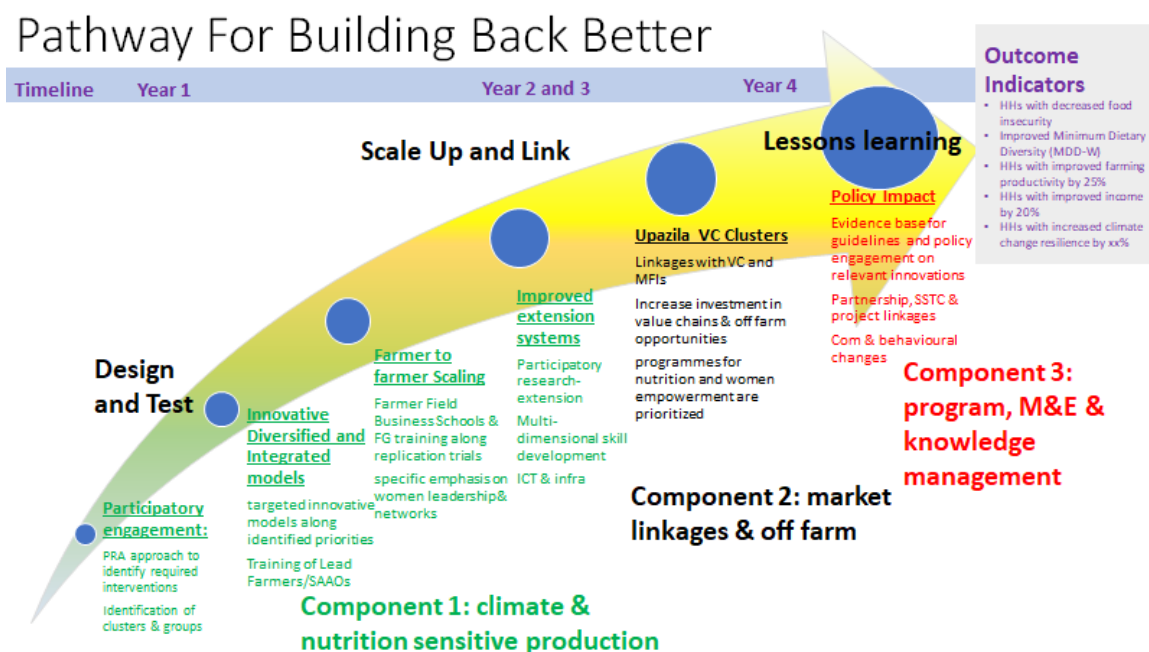 Pathway For Building Back Better
Timeline
Year 1
Year 2 and 3
Year 4
Outcome
Indicators
• HHs with decreased food
insecurity
• Improved Minimum Dietary
Diversity (MDD-W)
• HHs with improved farming
productivity by 25%
• HHs with improved income
by 20%
• HHs with increased climate
change resilience by xx%
Design
and Test
Scale Up and Link
Lessons learning
Participatory
engagement:
PRA approach to
identify required
interventions
Identification of
clusters & groups
Innovative
Diversified and
Integrated
models
targeted innovative
models along
identified priorities
Training of Lead
Farmers/SAAOs
Farmer to
farmer Scaling
Farmer Field
Business Schools &
FG training along
replication trials
specific emphasis on
women leadership&
networks
Improved
extension
systems
Participatory
research-
extension
Multi-
dimensional skill
development
ICT & infra
Upazila VC Clusters
Linkages with VC and
MFIs
Increase investment in
value chains & off farm
opportunities
programmes for
nutrition and women
empowerment are
prioritized
Policy Impact
Evidence base for
guidelines and policy
engagement on
relevant innovations
Partnership, SSTC &
project linkages
Com & behavioural
changes
Component 1: climate &
nutrition sensitive production
Component 2: market
linkages & off farm
Component 3:
program, M&E &
knowledge
management